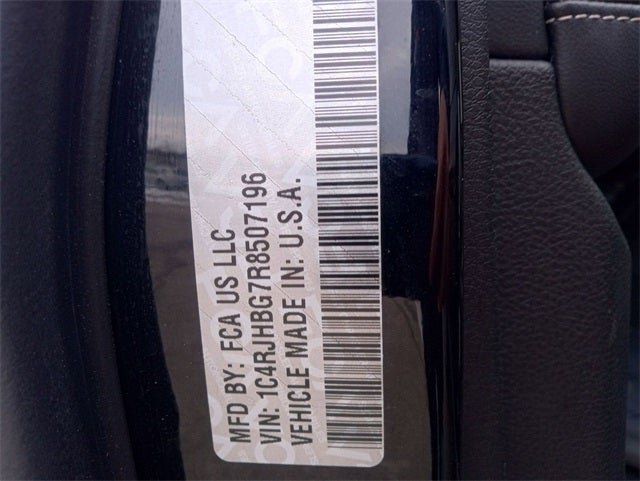 MFD BY: FCA US LLC
VIN: 1C4RJHBG7R8507196
VEHICLE MADE IN: U.S.A.